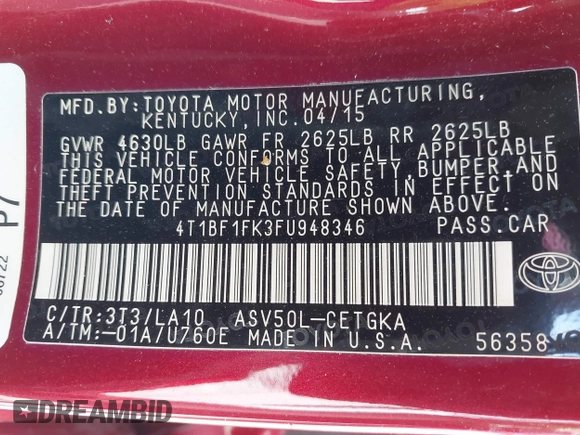 MFD.BY:TOYOTA MOTOR MANUFACTURING,
KENTUCKY, INC. 04/15
GVWR 4630LB GAWR FR 2625LB RR 2625LB
THIS VEHICLE CONFORMS TO ALL APPLICABLE
FEDERAL MOTOR VEHICLE SAFETY,BUMPER,AND
THEFT PREVENTION STANDARDS IN EFFECT ON
THE DATE OF MANUFACTURE SHOWN ABOVE.
4T1BF1FK3FU948346 PASS.CAR
C/TR:3T3/LA10 ASV50L-CETGKA
A/TM:-01A/U760E MADE IN U.S.A. 56358
P7
DREAMBID